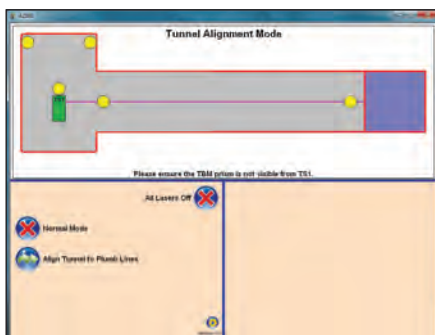 Tunnel Alignment Mode
Please ensure the TBM prism is not visible from TS1.
All Lasers Off
Normal Mode
Align Tunnel to Plumb Lines